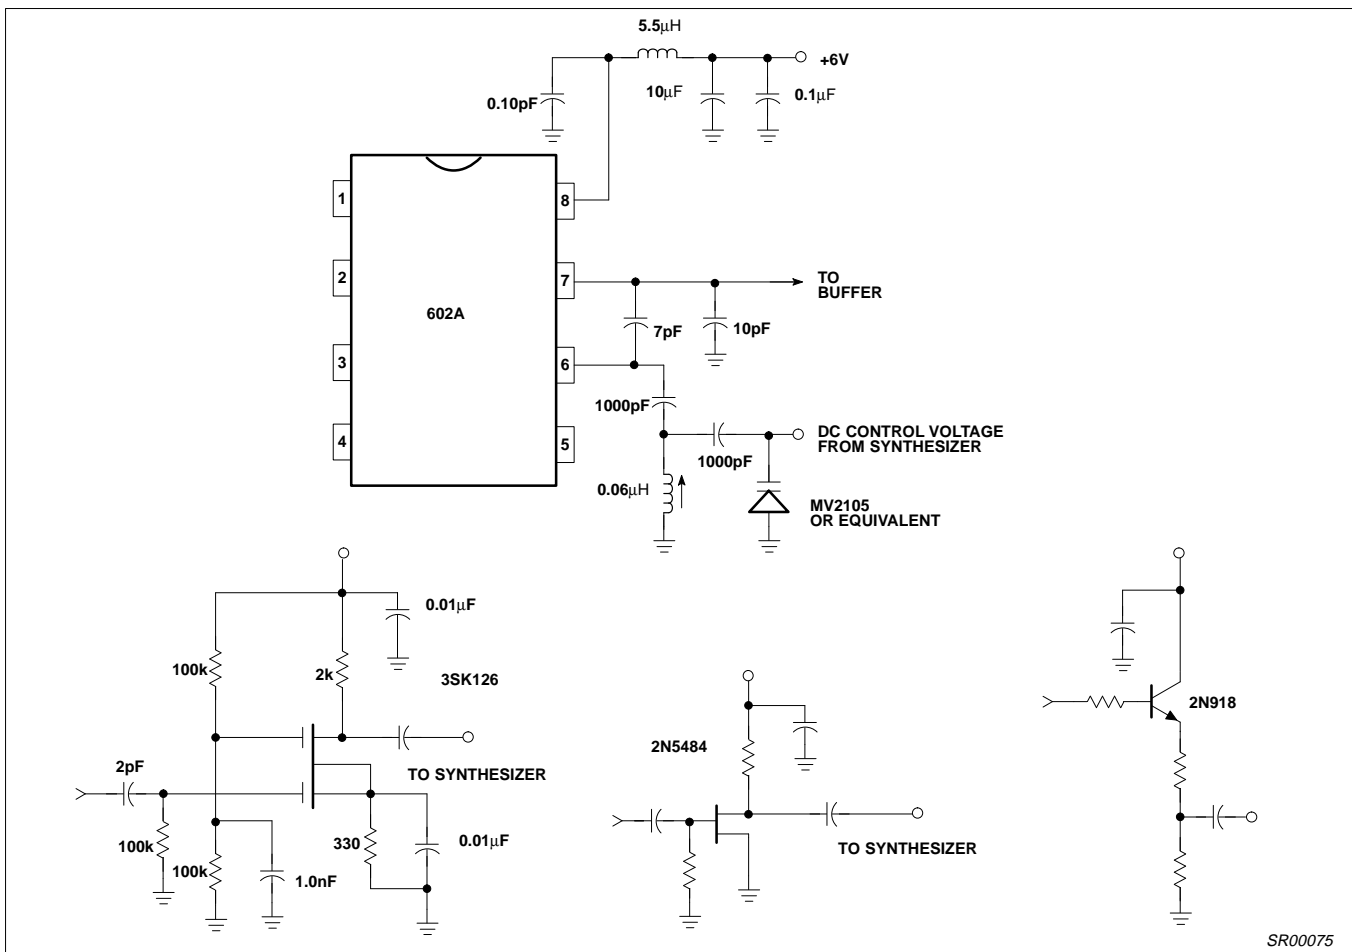 5.5μH
+6V
0.10pF
10μF
0.1μF
1
8
2
7
TO
BUFFER
602A
7pF
10pF
3
6
1000pF
4
5
DC CONTROL VOLTAGE
FROM SYNTHESIZER
1000pF
0.06μH
MV2105
OR EQUIVALENT
0.01μF
100k
2k
3SK126
2N918
2N5484
2pF
TO SYNTHESIZER
100k
330
0.01μF
TO SYNTHESIZER
100k
1.0nF
SR00075